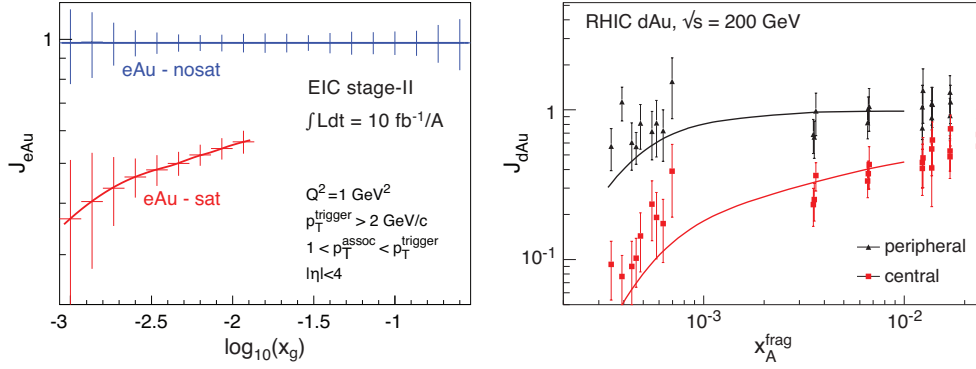 J_eAu
1
eAu - nosat
EIC stage-II
∫Ldt = 10 fb⁻¹/A
eAu - sat
Q² = 1 GeV²
p_T^trigger > 2 GeV/c
1 < p_T^assoc < p_T^trigger
|η|<4
-3 -2.5 -2 -1.5 -1 -0.5
log₁₀(x_g)
RHIC dAu, √s = 200 GeV
J_dAu
1
10⁻¹
peripheral
central
10⁻³ 10⁻²
x_A^frag